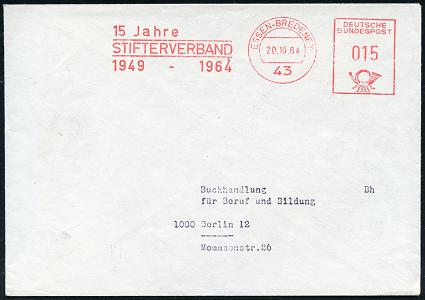 15 Jahre
STIFTERVERBAND
1949 - 1964
ESSEN-BREDENEY
20.10.64
43
DEUTSCHE
BUNDESPOST
015
Buchhandlung Bh
für Beruf und Bildung
1000 Berlin 12
Mommsenstr.26